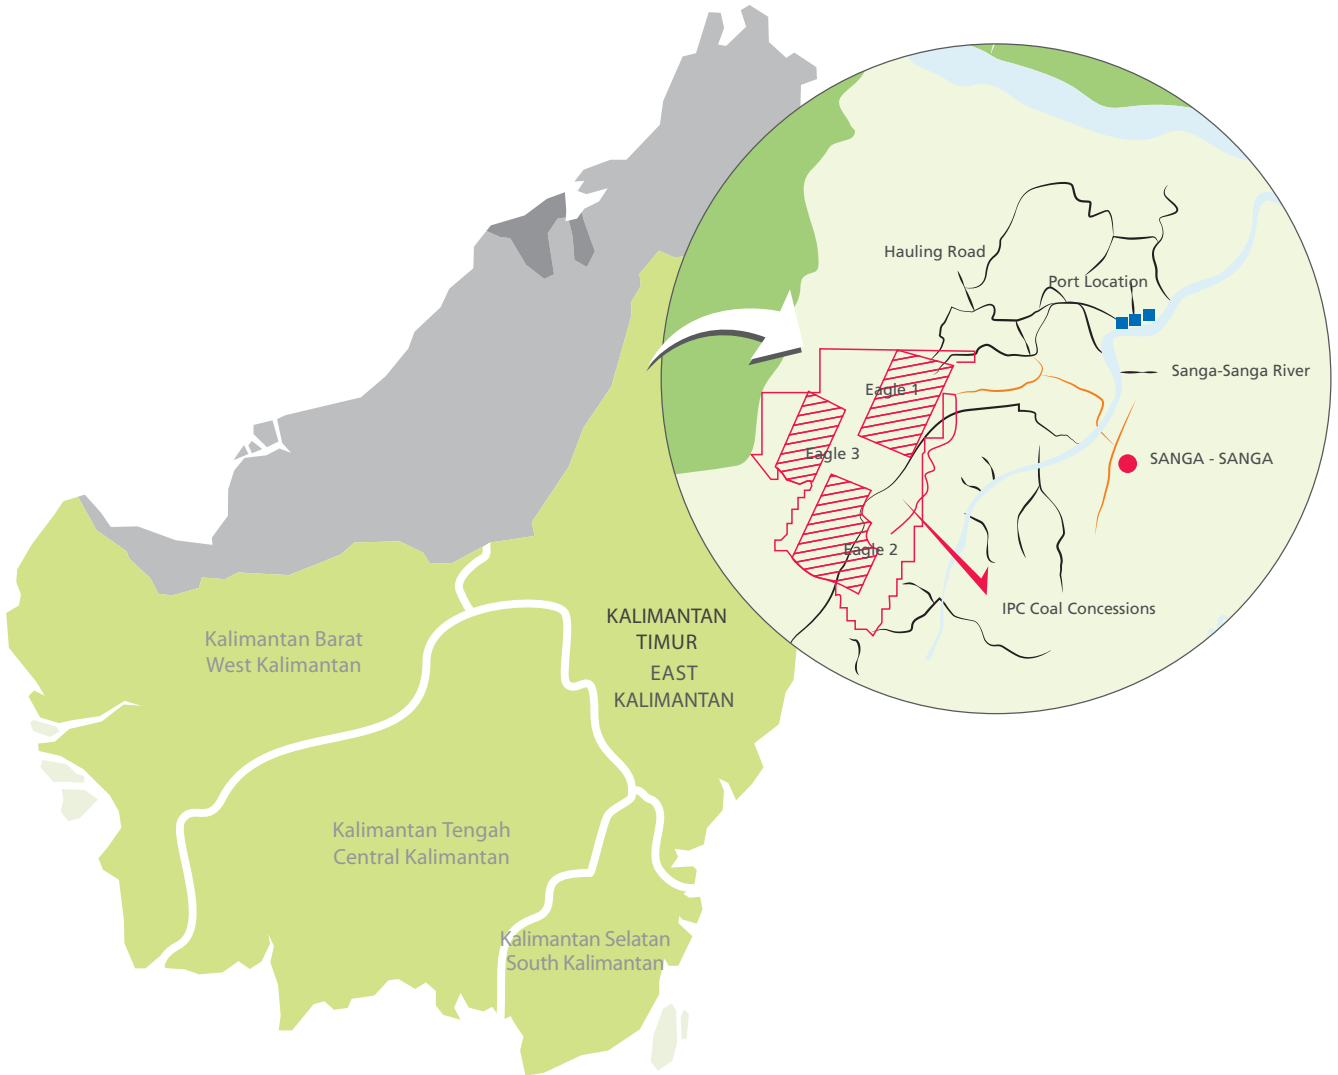 Hauling Road
Port Location
Sanga-Sanga River
Eagle 1
Eagle 3
SANGA - SANGA
Eagle 2
IPC Coal Concessions
KALIMANTAN
TIMUR
EAST
KALIMANTAN
Kalimantan Barat
West Kalimantan
Kalimantan Tengah
Central Kalimantan
Kalimantan Selatan
South Kalimantan